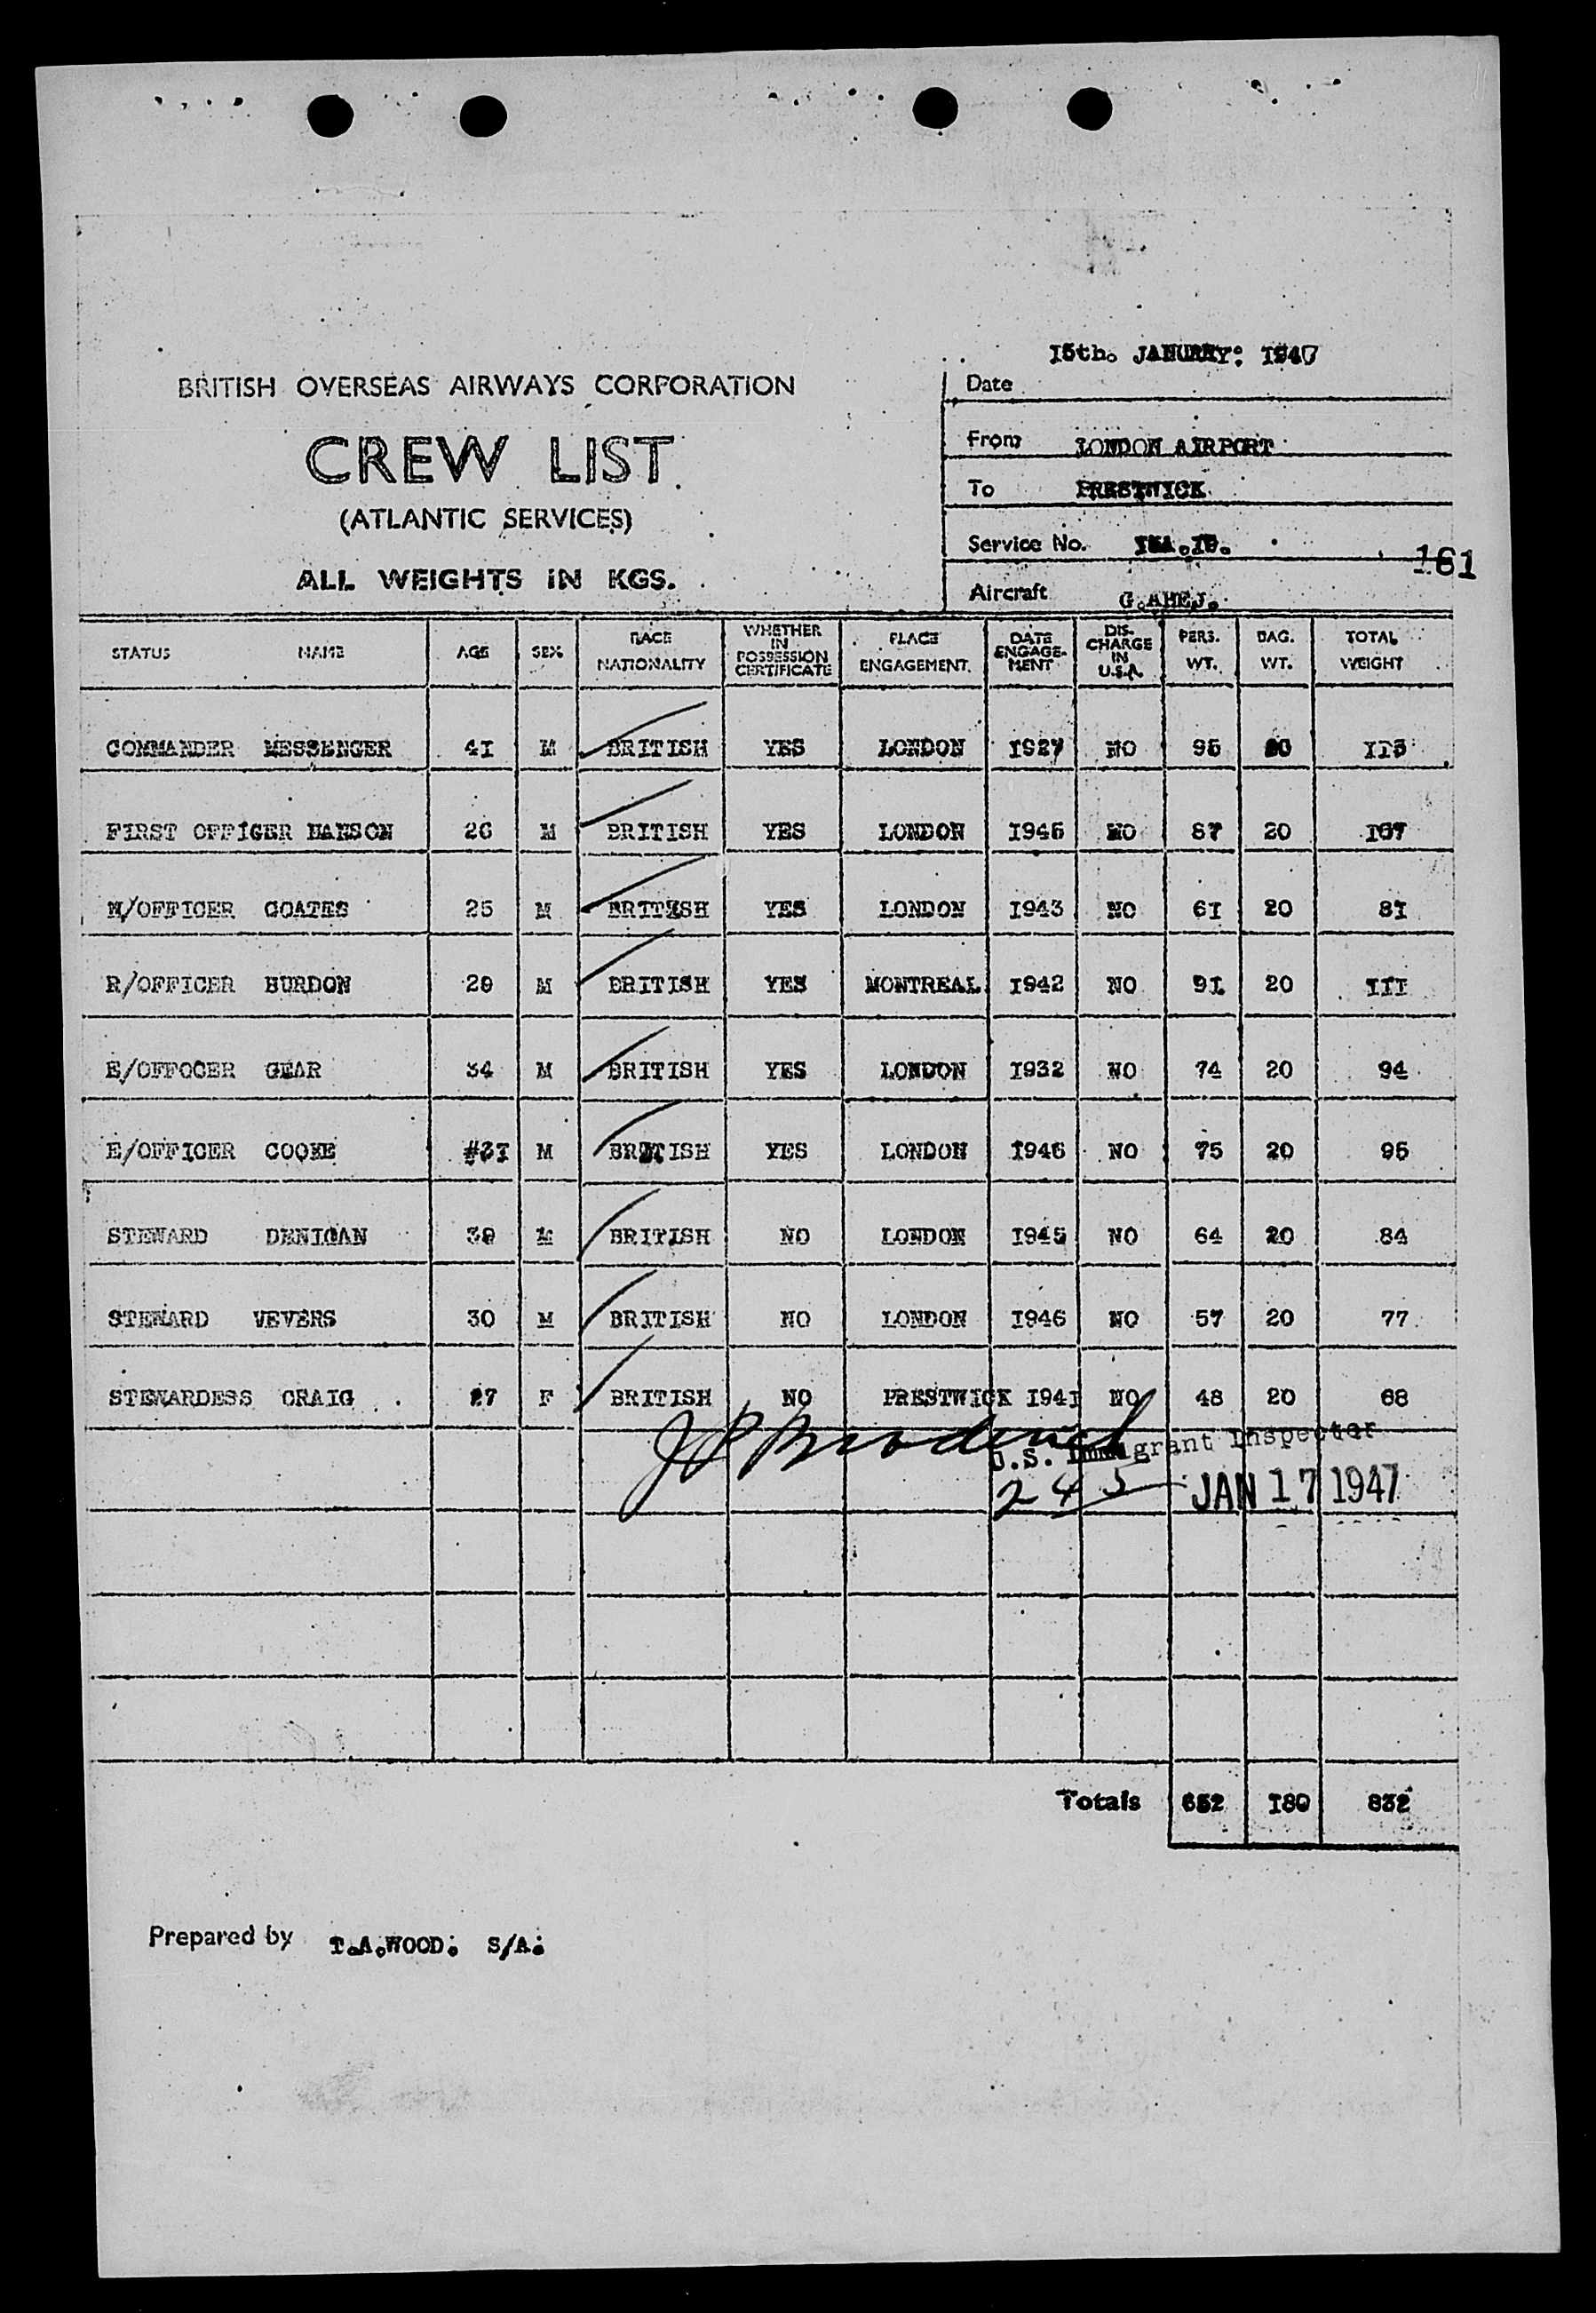 15th. JANUARY: 1947
BRITISH OVERSEAS AIRWAYS CORPORATION
Date
CREW LIST
From LONDON AIRPORT
(ATLANTIC SERVICES)
To PRESTWICK
Service No.
161
ALL WEIGHTS IN KGS.
Aircraft G.AHEJ.
STATUS NAME AGE SEX RACE NATIONALITY WHETHER IN POSSESSION CERTIFICATE PLACE ENGAGEMENT DATE ENGAGE-MENT DIS-CHARGE IN U.S.A. PERS. WT. BAG. WT. TOTAL WEIGHT
COMMANDER MESSENGER 41 M BRITISH YES LONDON 1927 NO 95 20 115
FIRST OFFICER HANSON 26 M BRITISH YES LONDON 1945 NO 87 20 107
N/OFFICER COATES 25 M BRITISH YES LONDON 1943 NO 61 20 81
R/OFFICER BURDON 29 M BRITISH YES MONTREAL 1942 NO 91 20 111
E/OFFOCER GEAR 34 M BRITISH YES LONDON 1932 NO 74 20 94
E/OFFICER COOKE #31 M BRITISH YES LONDON 1946 NO 75 20 95
STEWARD DENIGAN 39 M BRITISH NO LONDON 1945 NO 64 20 84
STEWARD VEVERS 30 M BRITISH NO LONDON 1946 NO 57 20 77
STEWARDESS CRAIG 27 F BRITISH NO PRESTWICK 1941 NO 48 20 68
U.S. Immigrant Inspector
245 JAN 17 1947
Totals 652 180 832
Prepared by T.A.WOOD: S/A: